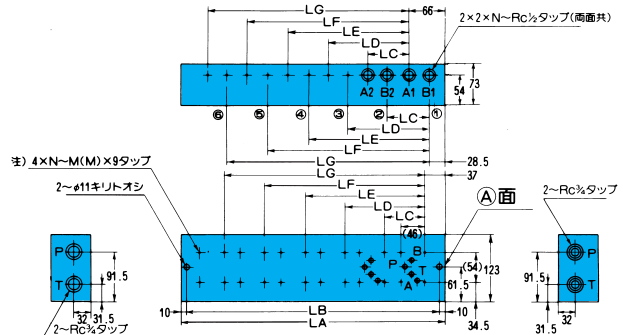 LG
66
LF
LE
2×2×N～Rc½タップ(両面共)
LD
LC
A2 B2 A1 B1
54
73
⑥ ⑤ ④ ③ ② ①
LC
LD
LE
LF
LG
28.5
LG
37
注) 4×N～M(M)×9タップ
LF
2～φ11キリトオシ
LE
LD
Ⓐ面
2～Rc¾タップ
LC
(46)
P
T
91.5
32
31.5
2～Rc¾タップ
B
P
T
A
(54)
61.5
123
34.5
10
LB
10
LA
P
T
91.5
31.5
32